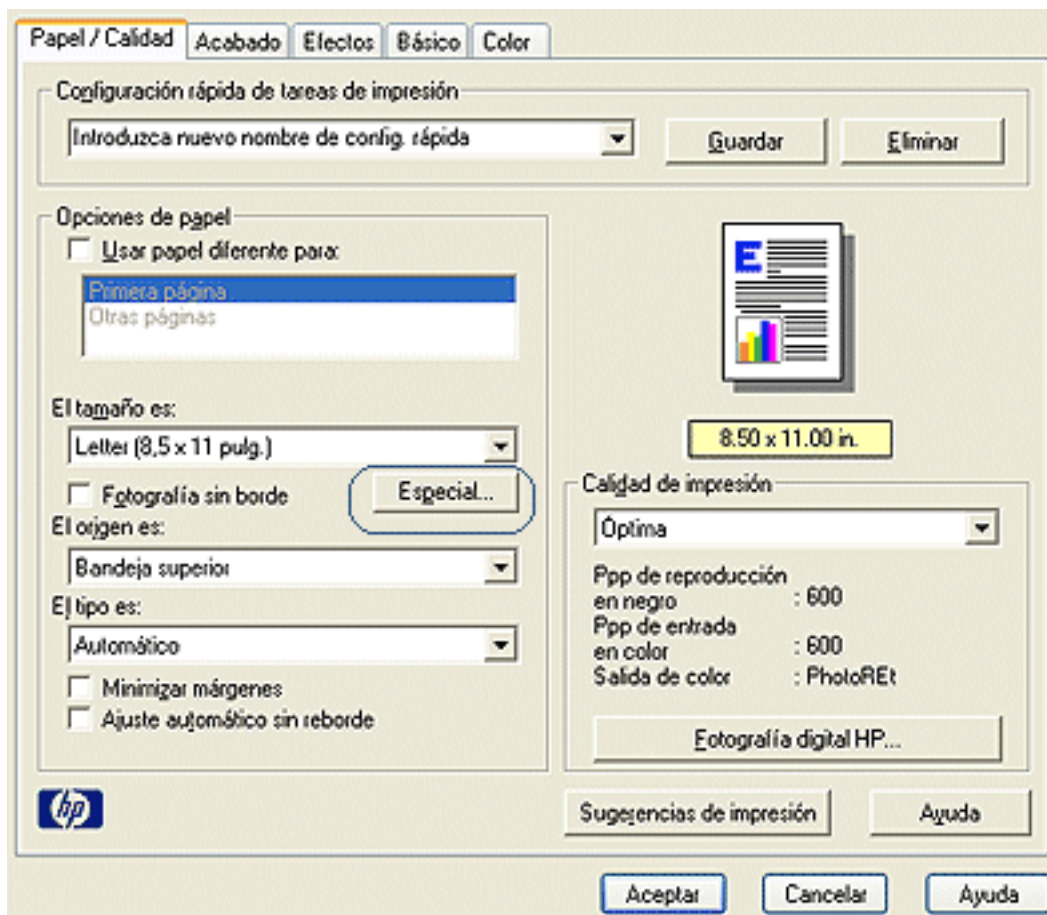 Papel / Calidad Acabado Efectos Básico Color
Configuración rápida de tareas de impresión
Introduzca nuevo nombre de config. rápida Guardar Eliminar
Opciones de papel
Usar papel diferente para:
Primera página
Otras páginas
E
El tamaño es:
Letter (8,5 x 11 pulg.)
8.50 x 11.00 in.
Fotografía sin borde Especial...
El origen es:
Bandeja superior
El tipo es:
Automático
Minimizar márgenes
Ajuste automático sin reborde
Calidad de impresión
Óptima
Ppp de reproducción
en negro : 600
Ppp de entrada
en color : 600
Salida de color : PhotoREt
Fotografía digital HP...
hp
Sugerencias de impresión Ayuda
Aceptar Cancelar Ayuda